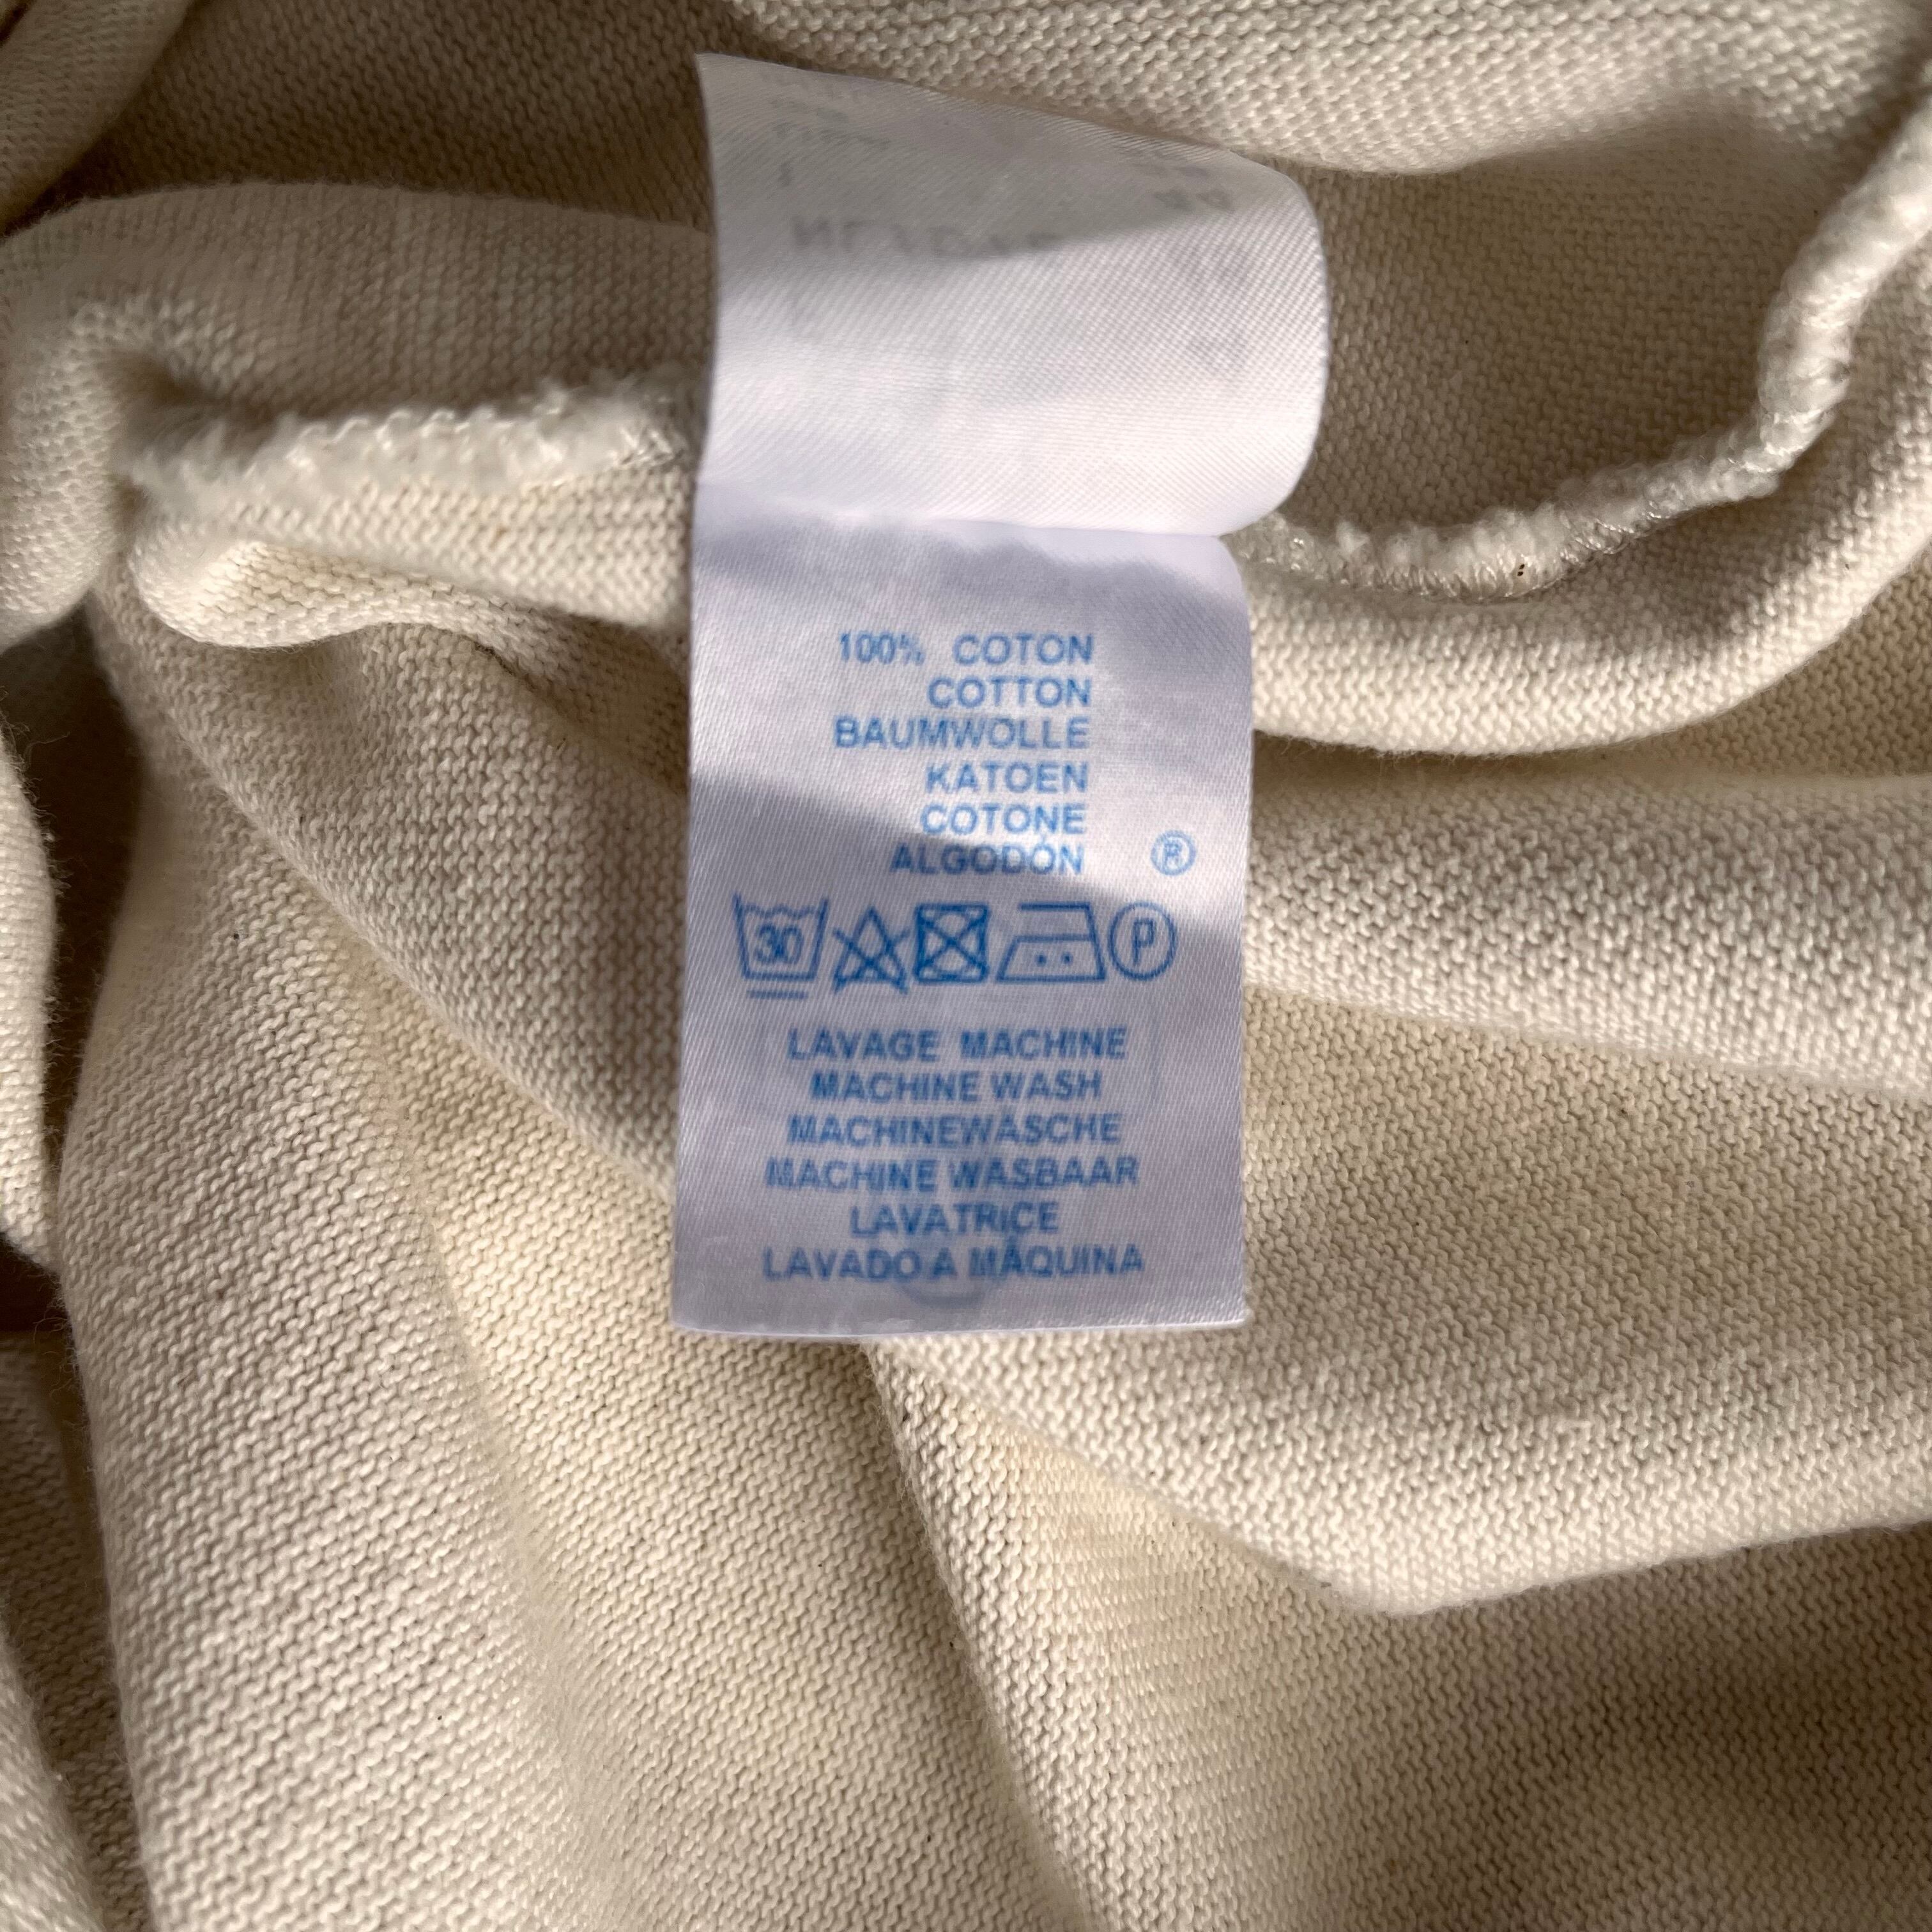 100% COTON
COTTON
BAUMWOLLE
KATOEN
COTONE
ALGODÓN ®
30 P
LAVAGE MACHINE
MACHINE WASH
MACHINEWÄSCHE
MACHINE WASBAAR
LAVATRICE
LAVADO A MÁQUINA